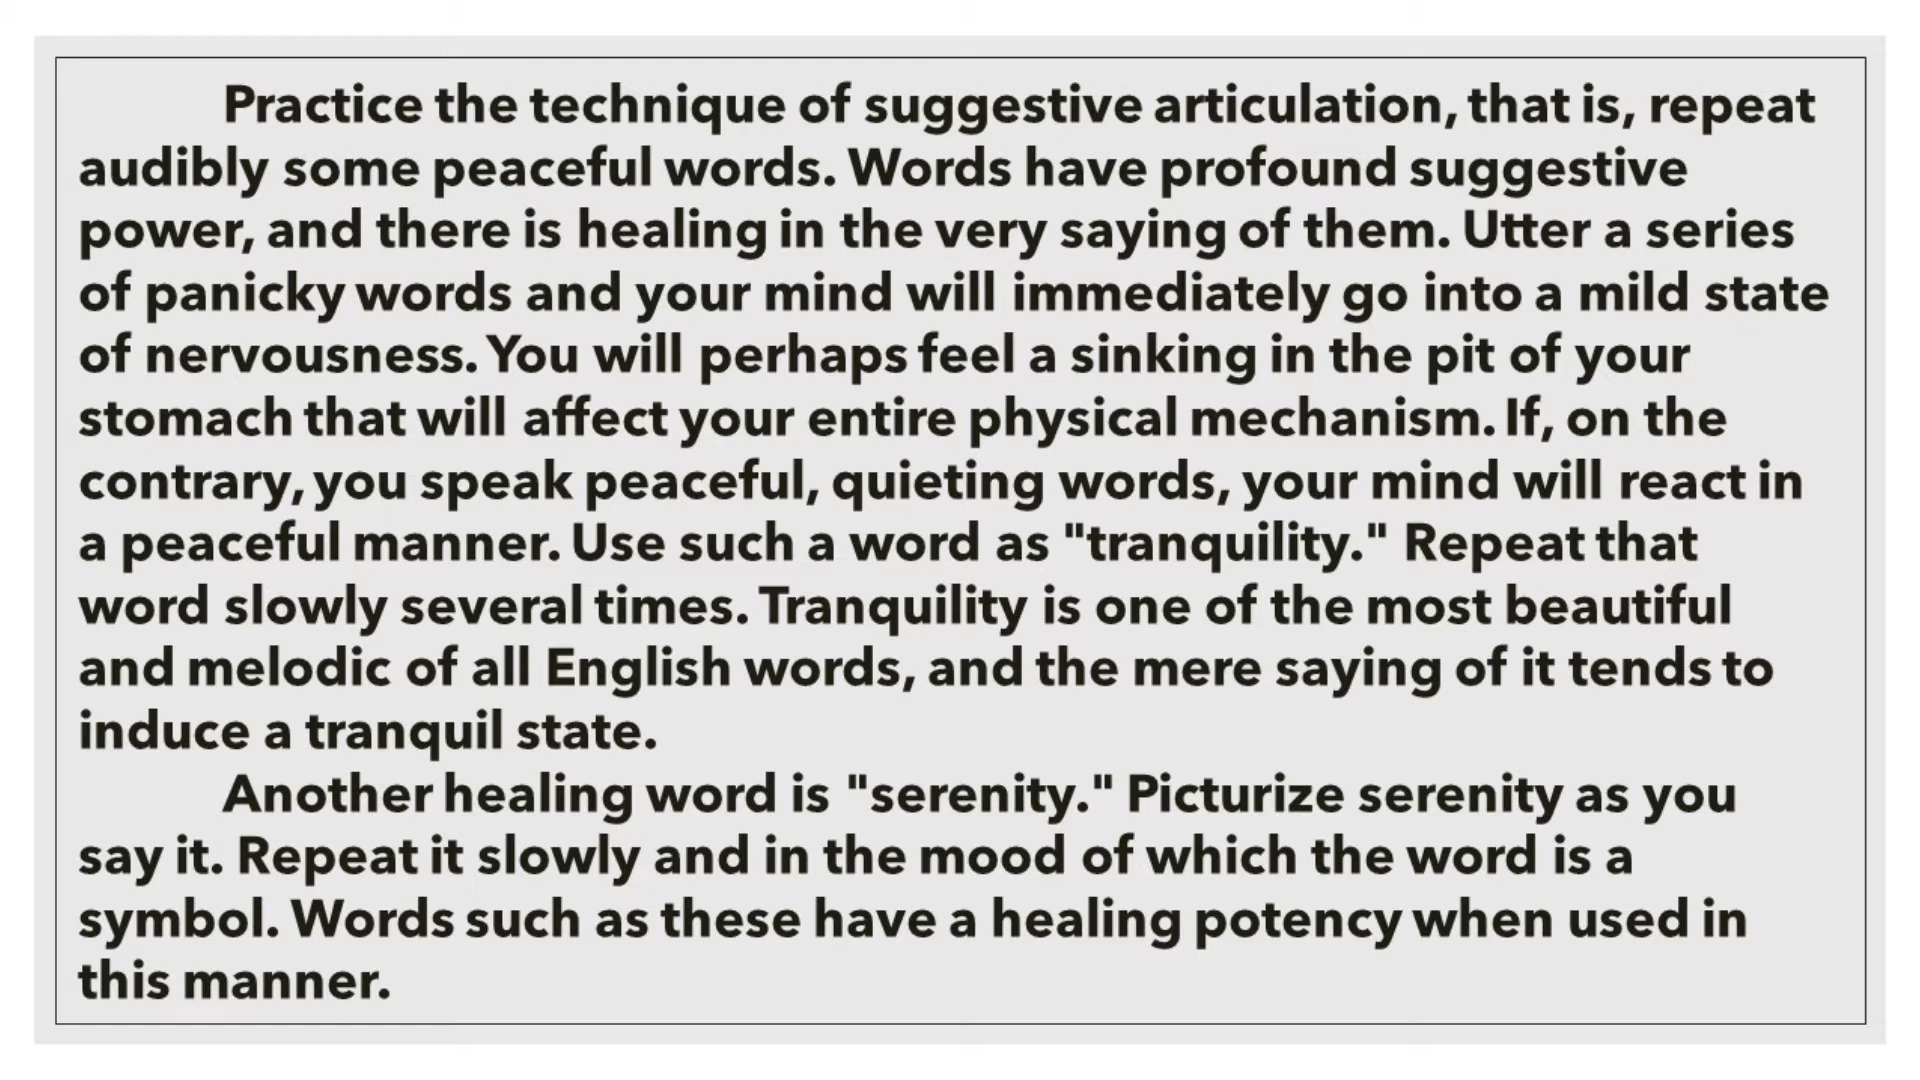 Practice the technique of suggestive articulation, that is, repeat
audibly some peaceful words. Words have profound suggestive
power, and there is healing in the very saying of them. Utter a series
of panicky words and your mind will immediately go into a mild state
of nervousness. You will perhaps feel a sinking in the pit of your
stomach that will affect your entire physical mechanism. If, on the
contrary, you speak peaceful, quieting words, your mind will react in
a peaceful manner. Use such a word as "tranquility." Repeat that
word slowly several times. Tranquility is one of the most beautiful
and melodic of all English words, and the mere saying of it tends to
induce a tranquil state.
Another healing word is "serenity." Picturize serenity as you
say it. Repeat it slowly and in the mood of which the word is a
symbol. Words such as these have a healing potency when used in
this manner.